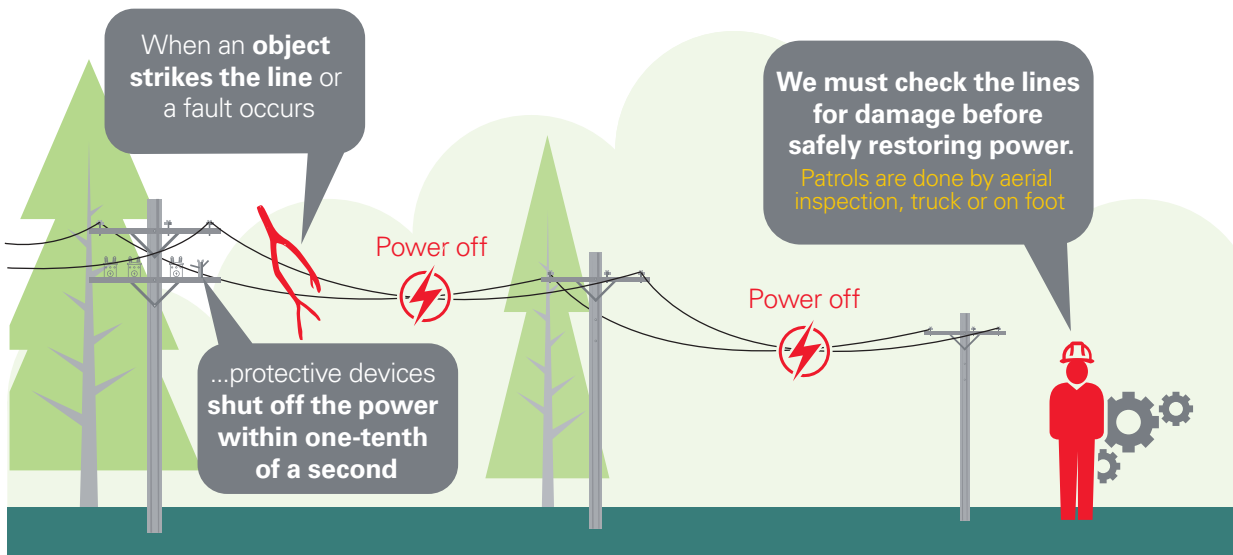 When an object
strikes the line or
a fault occurs
...protective devices
shut off the power
within one-tenth
of a second
Power off
Power off
We must check the lines
for damage before
safely restoring power.
Patrols are done by aerial
inspection, truck or on foot